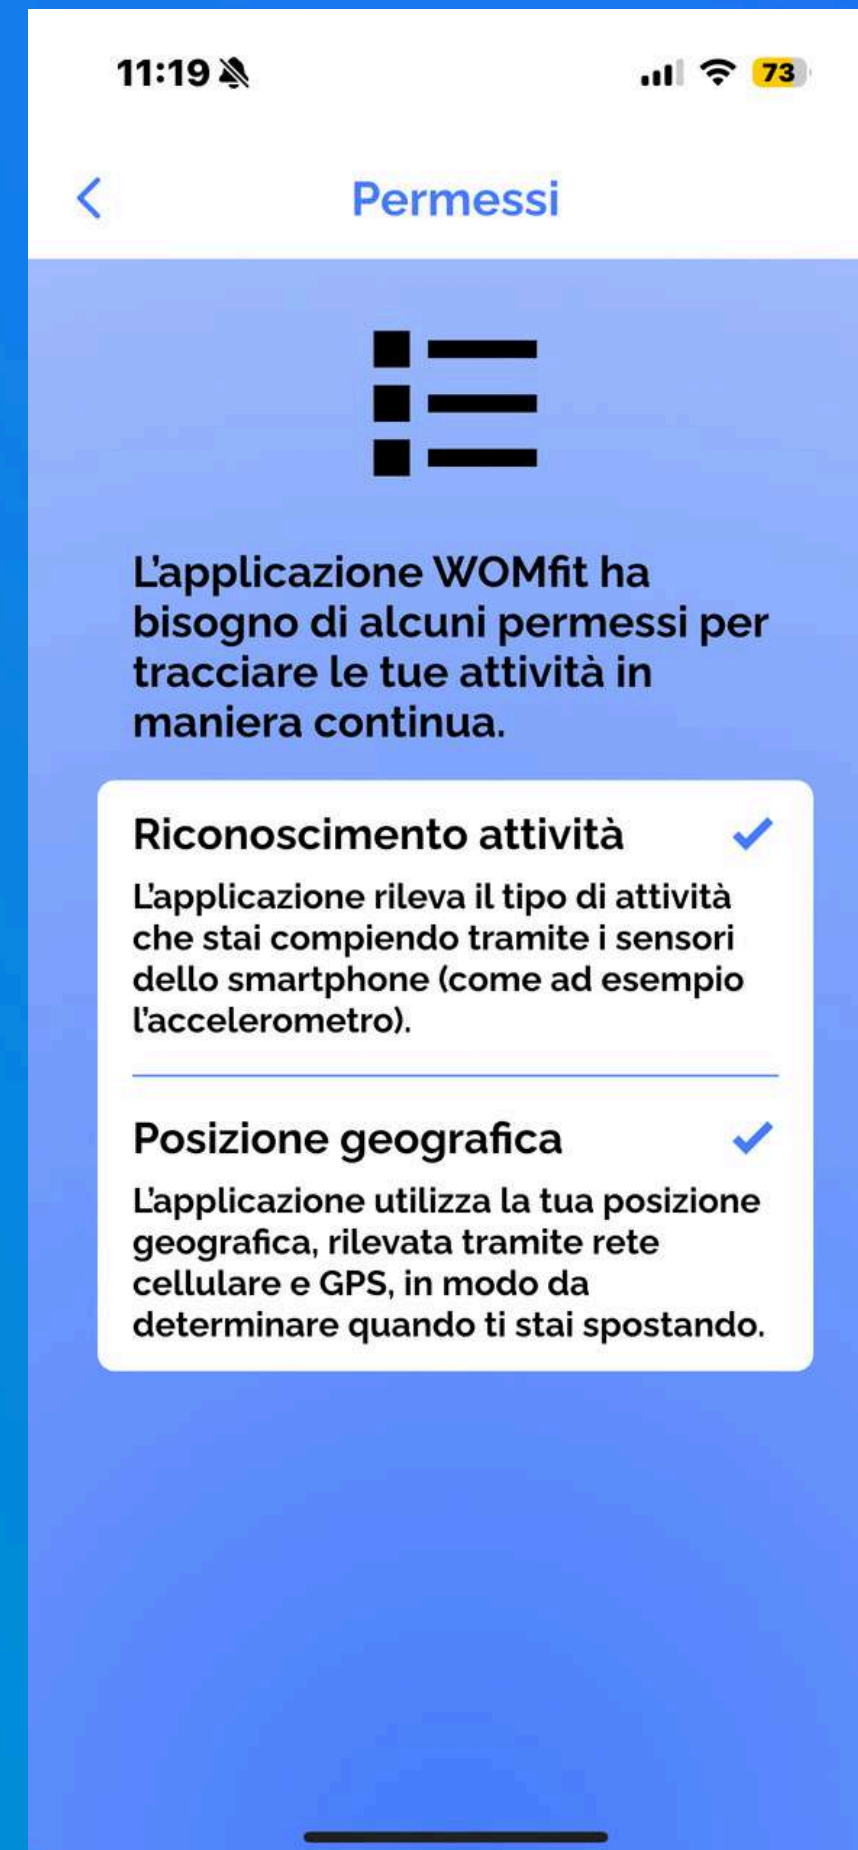 11:19
73
Permessi
L'applicazione WOMfit ha
bisogno di alcuni permessi per
tracciare le tue attività in
maniera continua.
Riconoscimento attività
L'applicazione rileva il tipo di attività
che stai compiendo tramite i sensori
dello smartphone (come ad esempio
l'accelerometro).
Posizione geografica
L'applicazione utilizza la tua posizione
geografica, rilevata tramite rete
cellulare e GPS, in modo da
determinare quando ti stai spostando.